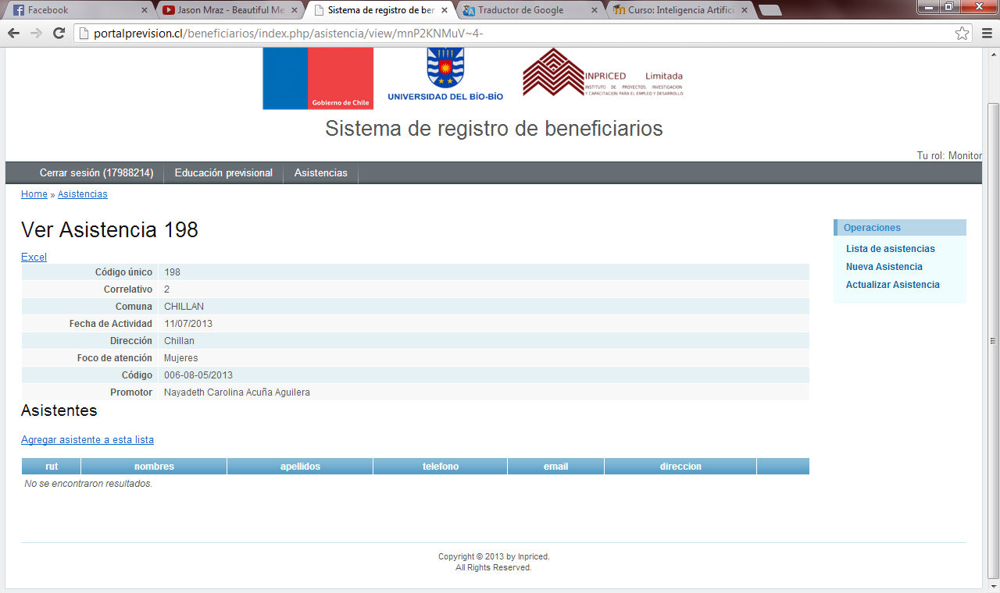 Facebook
Jason Mraz - Beautiful Me
Sistema de registro de ber
Traductor de Google
Curso: Inteligencia Artifici
portalprevision.cl/beneficiarios/index.php/asistencia/view/mnP2KNMuV~4-
Gobierno de Chile
UNIVERSIDAD DEL BÍO-BÍO
INPRICED Limitada
INSTITUTO DE PROYECTOS, INVESTIGACION
Y CAPACITACIÓN PARA EL EMPLEO Y DESARROLLO
Sistema de registro de beneficiarios
Tu rol: Monitor
Cerrar sesión (17988214) Educación previsional Asistencias
Home » Asistencias
Ver Asistencia 198
Excel
Código único 198
Correlativo 2
Comuna CHILLAN
Fecha de Actividad 11/07/2013
Dirección Chillan
Foco de atención Mujeres
Código 006-08-05/2013
Promotor Nayadeth Carolina Acuña Aguilera
Operaciones
Lista de asistencias
Nueva Asistencia
Actualizar Asistencia
Asistentes
Agregar asistente a esta lista
rut nombres apellidos telefono email direccion
No se encontraron resultados.
Copyright © 2013 by Inpriced.
All Rights Reserved.